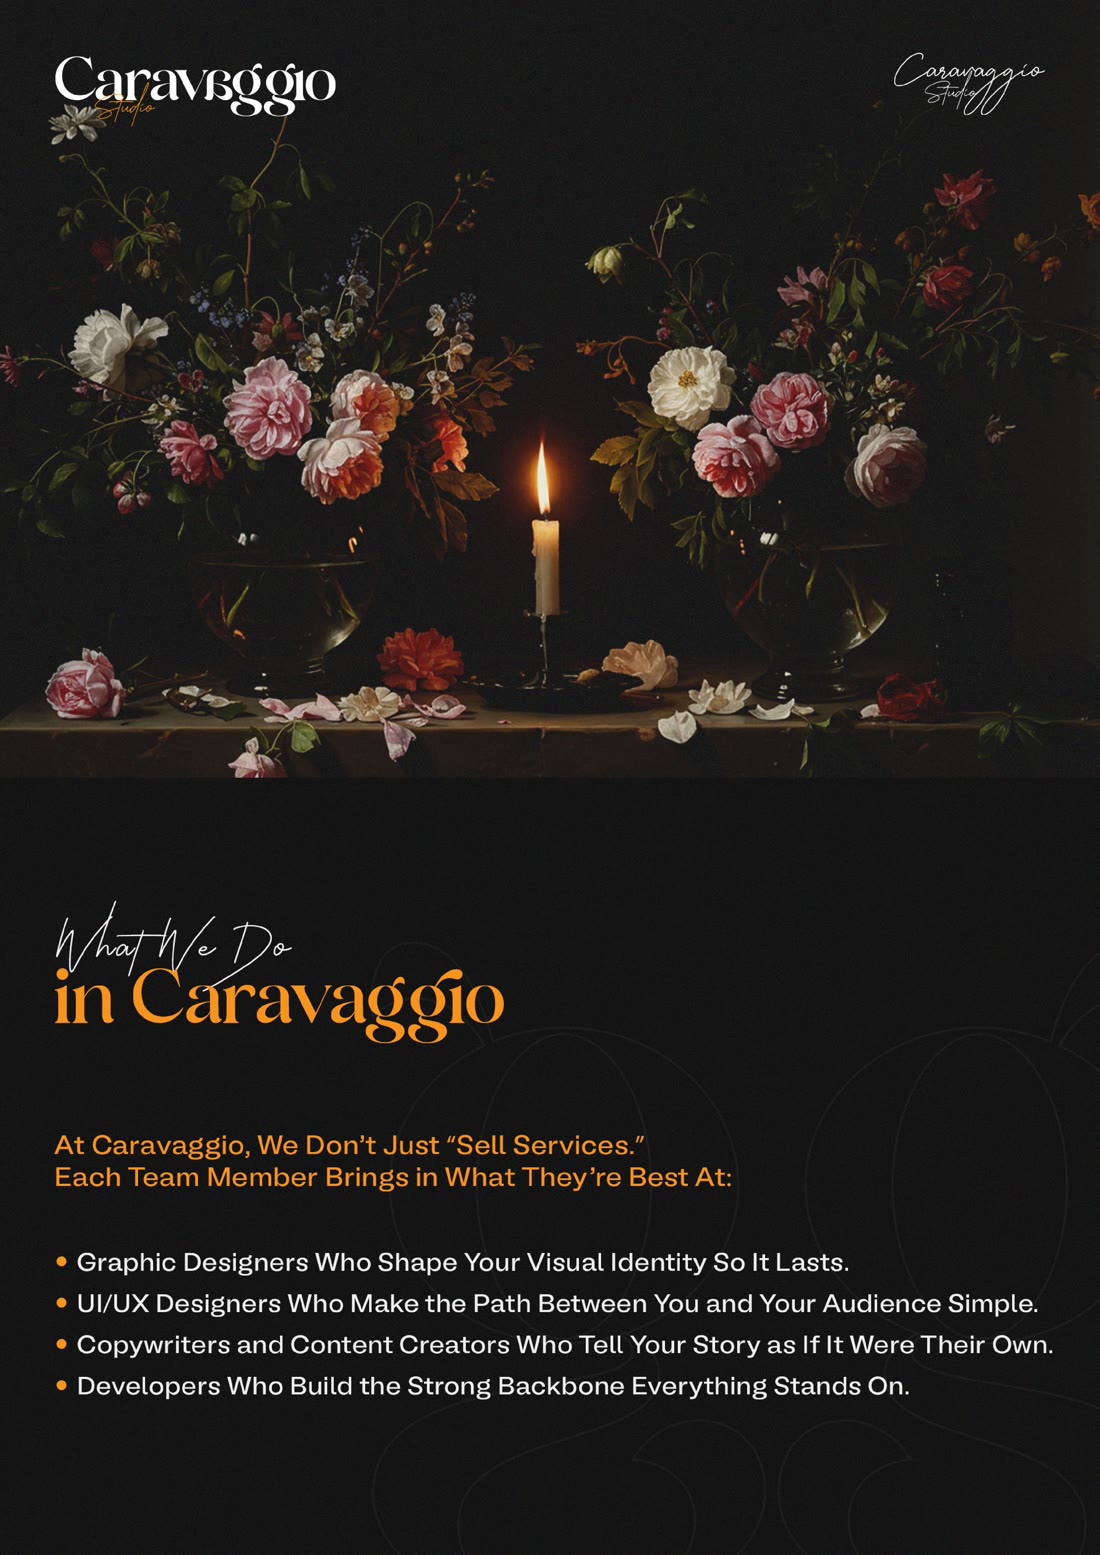 Caravaggio
Studio
Caravaggio
Studio
What We Do
in Caravaggio
At Caravaggio, We Don’t Just “Sell Services.”
Each Team Member Brings in What They’re Best At:
• Graphic Designers Who Shape Your Visual Identity So It Lasts.
• UI/UX Designers Who Make the Path Between You and Your Audience Simple.
• Copywriters and Content Creators Who Tell Your Story as If It Were Their Own.
• Developers Who Build the Strong Backbone Everything Stands On.